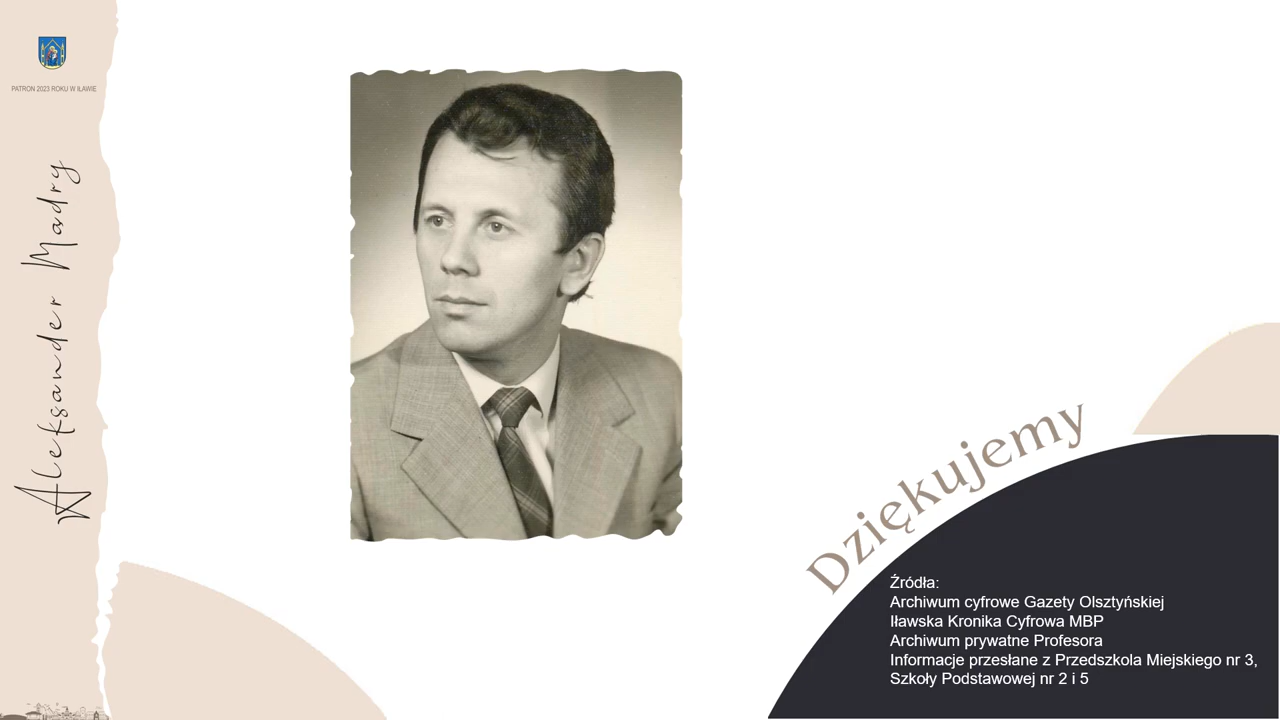 PATRON 2023 ROKU W IŁAWIE
Aleksander Madry
Dziękujemy
Źródła:
Archiwum cyfrowe Gazety Olsztyńskiej
Iławska Kronika Cyfrowa MBP
Archiwum prywatne Profesora
Informacje przesłane z Przedszkola Miejskiego nr 3,
Szkoły Podstawowej nr 2 i 5